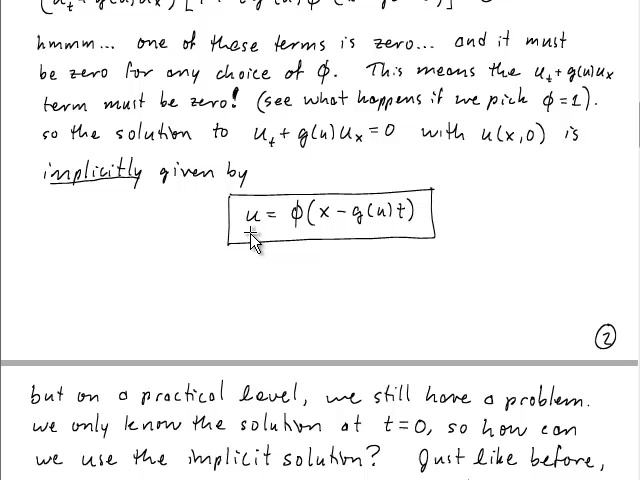 hmmm... one of these terms is zero... and it must
be zero for any choice of ϕ. This means the u_t + g(u)u_x
term must be zero! (see what happens if we pick ϕ=1).
so the solution to u_t + g(u)u_x = 0 with u(x,0) is
implicitly given by
u = ϕ(x - g(u)t)
2
but on a practical level, we still have a problem.
we only know the solution at t=0, so how can
we use the implicit solution? Just like before,